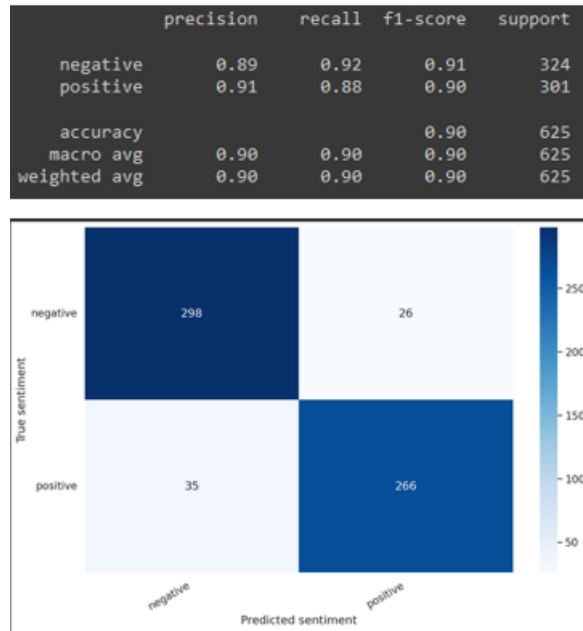 precision recall f1-score support
negative 0.89 0.92 0.91 324
positive 0.91 0.88 0.90 301
accuracy 0.90 625
macro avg 0.90 0.90 0.90 625
weighted avg 0.90 0.90 0.90 625
True sentiment
negative
298
26
positive
35
266
negative
positive
Predicted sentiment
250
200
150
100
50